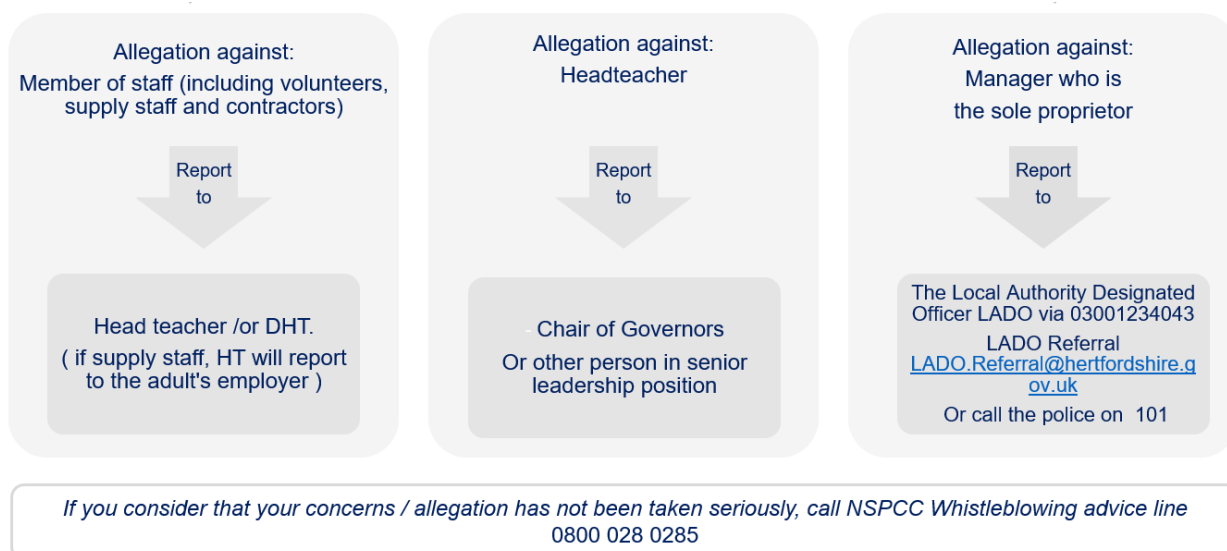 Allegation against:
Member of staff (including volunteers,
supply staff and contractors)
Report
to
Head teacher /or DHT.
( if supply staff, HT will report
to the adult's employer )
Allegation against:
Headteacher
Report
to
- Chair of Governors
Or other person in senior
leadership position
Allegation against:
Manager who is
the sole proprietor
Report
to
The Local Authority Designated
Officer LADO via 03001234043
LADO Referral
LADO.Referral@hertfordshire.g
ov.uk
Or call the police on  101
If you consider that your concerns / allegation has not been taken seriously, call NSPCC Whistleblowing advice line
0800 028 0285